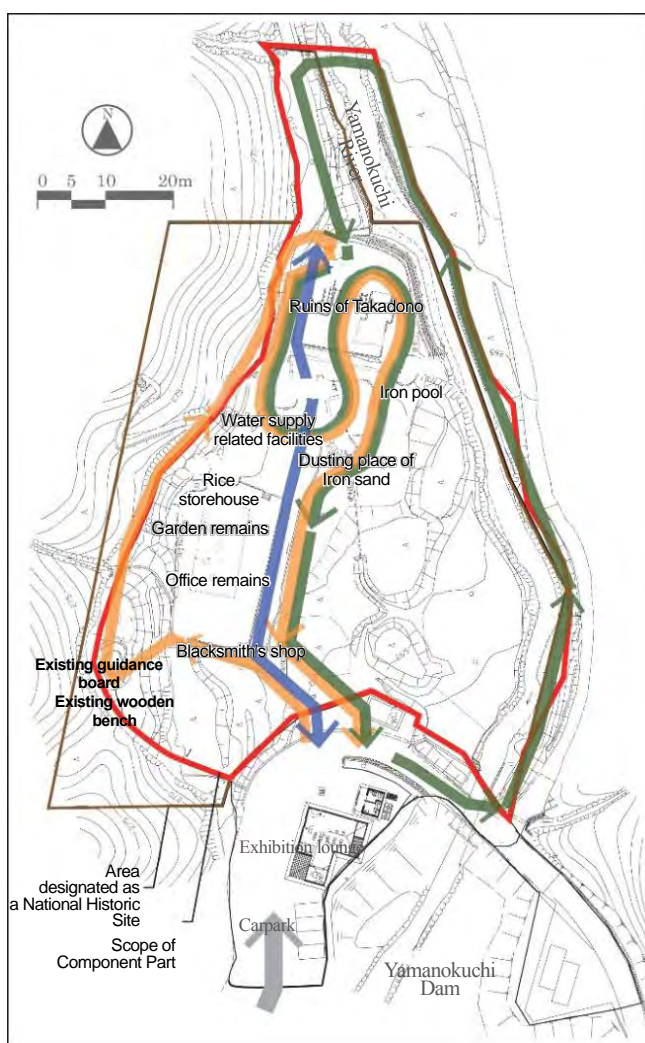 N
0 5 10 20m
Yamanokuchi
River
Ruins of Takadono
Iron pool
Water supply
related facilities
Dusting place of
Iron sand
Rice
storehouse
Garden remains
Office remains
Blacksmith's shop
Existing guidance
board
Existing wooden
bench
Exhibition lounge
Area
designated as
a National Historic
Site
Scope of
Component Part
Carpark
Yamanokuchi
Dam